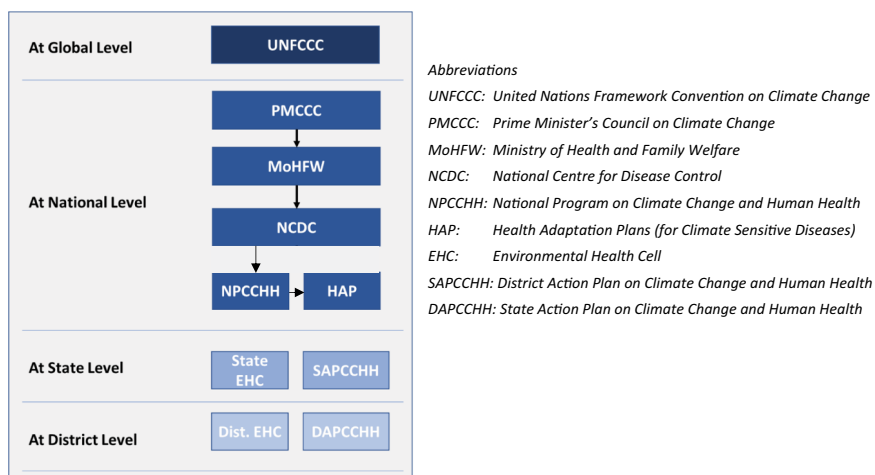 At Global Level
UNFCCC
At National Level
PMCCC
MoHFW
NCDC
NPCCHH
HAP
At State Level
State
EHC
SAPCCHH
At District Level
Dist. EHC
DAPCCHH
Abbreviations
UNFCCC: United Nations Framework Convention on Climate Change
PMCCC: Prime Minister's Council on Climate Change
MoHFW: Ministry of Health and Family Welfare
NCDC: National Centre for Disease Control
NPCCHH: National Program on Climate Change and Human Health
HAP: Health Adaptation Plans (for Climate Sensitive Diseases)
EHC: Environmental Health Cell
SAPCCHH: District Action Plan on Climate Change and Human Health
DAPCCHH: State Action Plan on Climate Change and Human Health